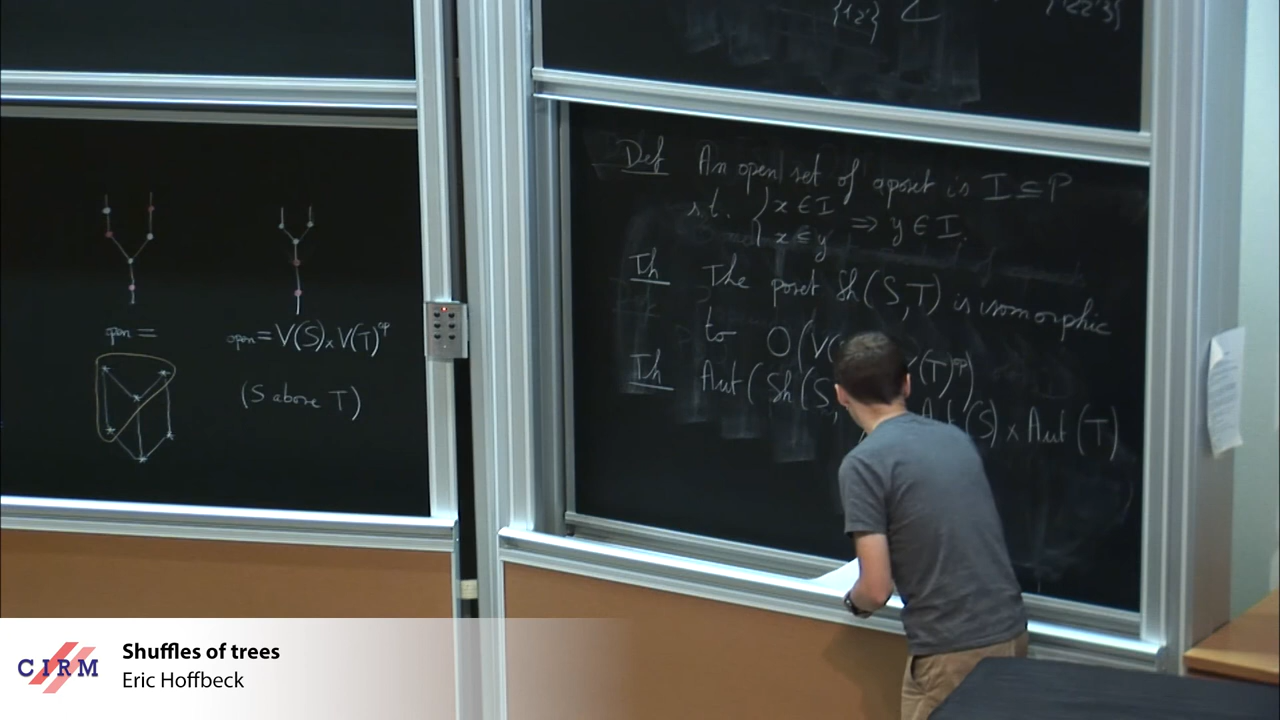 open =
open = V(S) × V(T)^op
(S above T)
Def An open set of a poset is I ⊆ P
s.t. { x ∈ I
x ≤ y ⇒ y ∈ I.
Th The poset Sh(S,T) is isomorphic
to O(V( (T)^op)
Th Aut(Sh(S, (S) × Aut(T)
CIRM
Shuffles of trees
Eric Hoffbeck